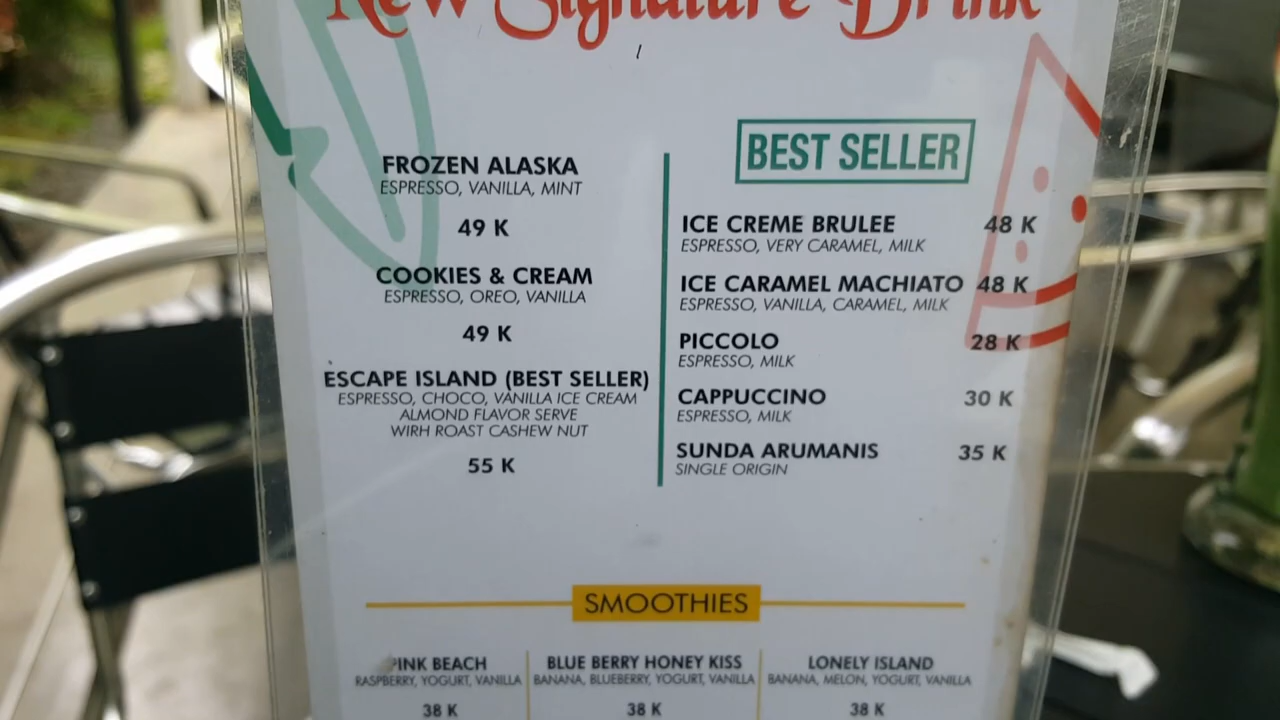 New Signature Drink
FROZEN ALASKA
ESPRESSO, VANILLA, MINT
49 K
COOKIES & CREAM
ESPRESSO, OREO, VANILLA
49 K
ESCAPE ISLAND (BEST SELLER)
ESPRESSO, CHOCO, VANILLA ICE CREAM
ALMOND FLAVOR SERVE
WIRH ROAST CASHEW NUT
55 K
BEST SELLER
ICE CREME BRULEE 48 K
ESPRESSO, VERY CARAMEL, MILK
ICE CARAMEL MACHIATO 48 K
ESPRESSO, VANILLA, CARAMEL, MILK
PICCOLO 28 K
ESPRESSO, MILK
CAPPUCCINO 30 K
ESPRESSO, MILK
SUNDA ARUMANIS 35 K
SINGLE ORIGIN
SMOOTHIES
PINK BEACH
RASPBERRY, YOGURT, VANILLA
38 K
BLUE BERRY HONEY KISS
BANANA, BLUEBERRY, YOGURT, VANILLA
38 K
LONELY ISLAND
BANANA, MELON, YOGURT, VANILLA
38 K